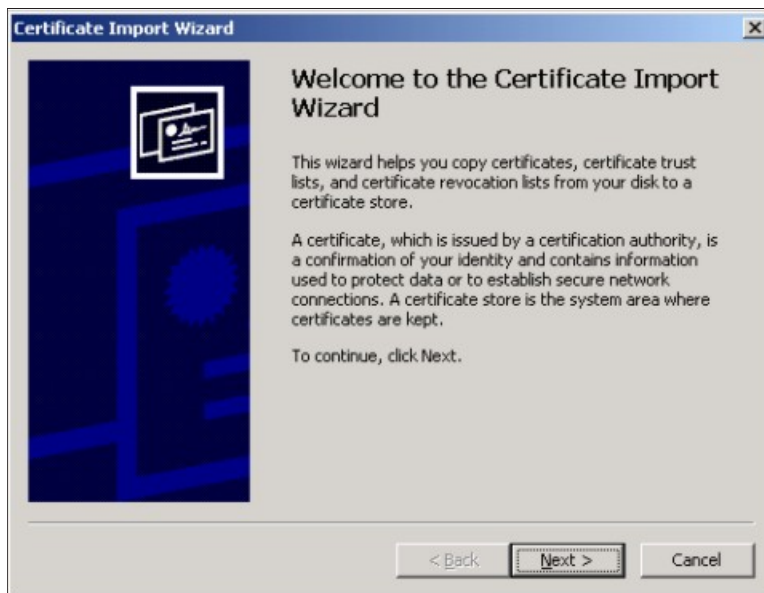 Certificate Import Wizard
Welcome to the Certificate Import
Wizard
This wizard helps you copy certificates, certificate trust
lists, and certificate revocation lists from your disk to a
certificate store.
A certificate, which is issued by a certification authority, is
a confirmation of your identity and contains information
used to protect data or to establish secure network
connections. A certificate store is the system area where
certificates are kept.
To continue, click Next.
< Back Next > Cancel